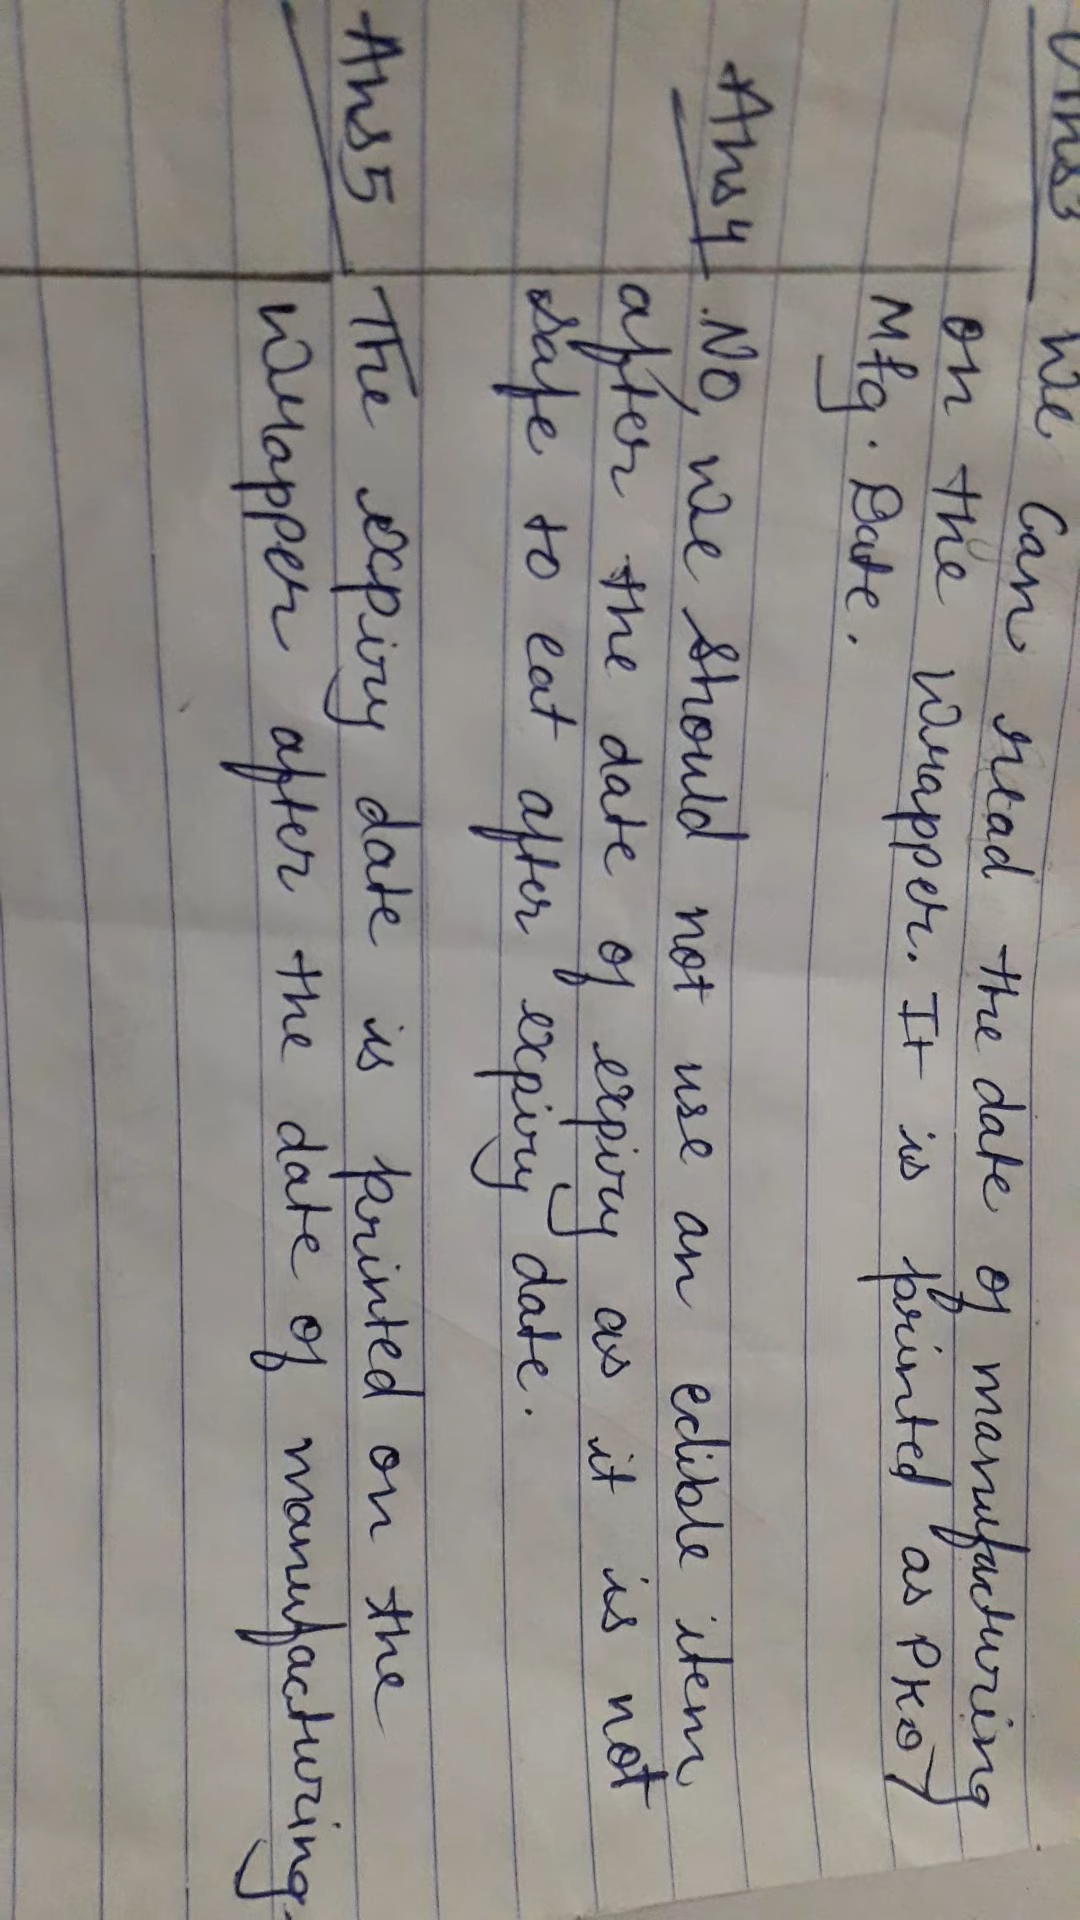 Ans3 We can read the date of manufacturing
on the wrapper. It is printed as PKD/
Mfg. Date.
Ans4. No, we should not use an edible item
after the date of expiry as it is not
safe to eat after expiry date.
Ans5 The expiry date is printed on the
wrapper after the date of manufacturing.